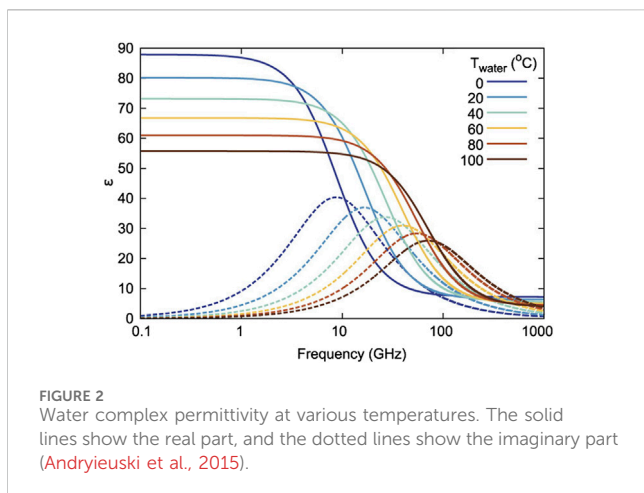 90
80
70
60
50
40
30
20
10
0
ε
T water (°C)
0
20
40
60
80
100
0.1 1 10 100 1000
Frequency (GHz)
FIGURE 2
Water complex permittivity at various temperatures. The solid
lines show the real part, and the dotted lines show the imaginary part
(Andryieuski et al., 2015).